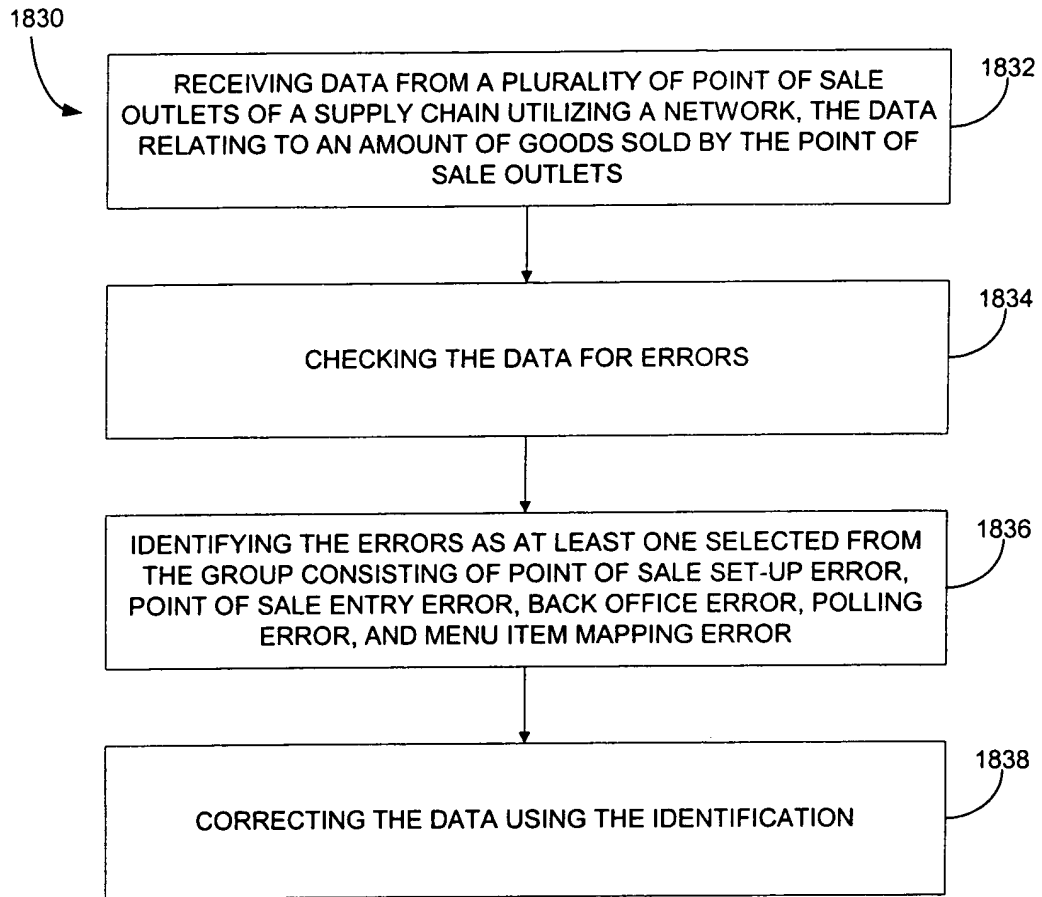 1830
RECEIVING DATA FROM A PLURALITY OF POINT OF SALE
OUTLETS OF A SUPPLY CHAIN UTILIZING A NETWORK, THE DATA
RELATING TO AN AMOUNT OF GOODS SOLD BY THE POINT OF
SALE OUTLETS
1832
CHECKING THE DATA FOR ERRORS
1834
IDENTIFYING THE ERRORS AS AT LEAST ONE SELECTED FROM
THE GROUP CONSISTING OF POINT OF SALE SET-UP ERROR,
POINT OF SALE ENTRY ERROR, BACK OFFICE ERROR, POLLING
ERROR, AND MENU ITEM MAPPING ERROR
1836
CORRECTING THE DATA USING THE IDENTIFICATION
1838